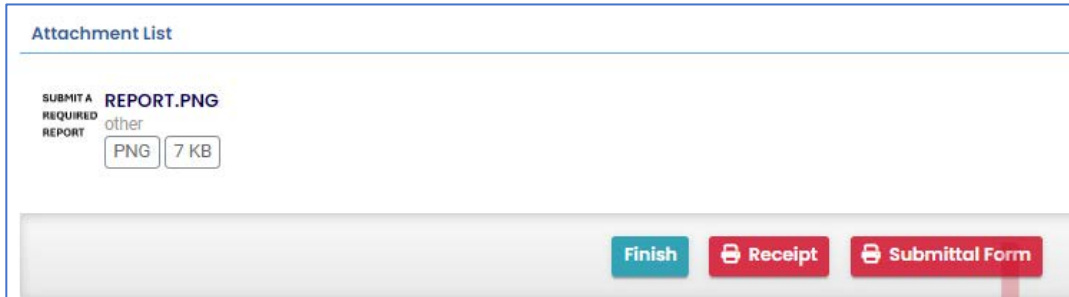 Attachment List
SUBMIT A
REQUIRED
REPORT
REPORT.PNG
other
PNG 7 KB
Finish Receipt Submittal Form